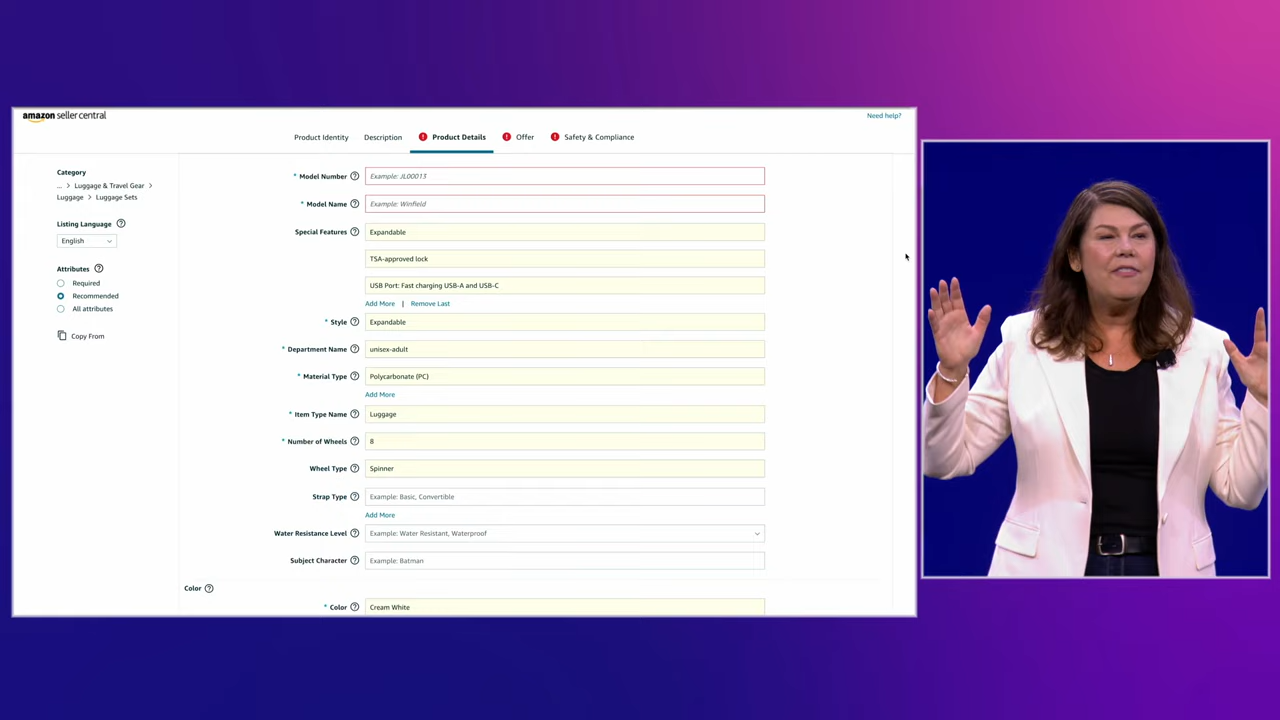 amazon seller central
Need help?
Product Identity Description ! Product Details ! Offer ! Safety & Compliance
Category
... > Luggage & Travel Gear >
Luggage > Luggage Sets
Listing Language ?
English
Attributes ?
Required
Recommended
All attributes
Copy From
* Model Number ? Example: JL00013
* Model Name ? Example: Winfield
Special Features ? Expandable
TSA-approved lock
USB Port: Fast charging USB-A and USB-C
Add More | Remove Last
* Style ? Expandable
* Department Name ? unisex-adult
* Material Type ? Polycarbonate (PC)
Add More
* Item Type Name ? Luggage
* Number of Wheels ? 8
Wheel Type ? Spinner
Strap Type ? Example: Basic, Convertible
Add More
Water Resistance Level ? Example: Water Resistant, Waterproof
Subject Character ? Example: Batman
Color ?
* Color ? Cream White